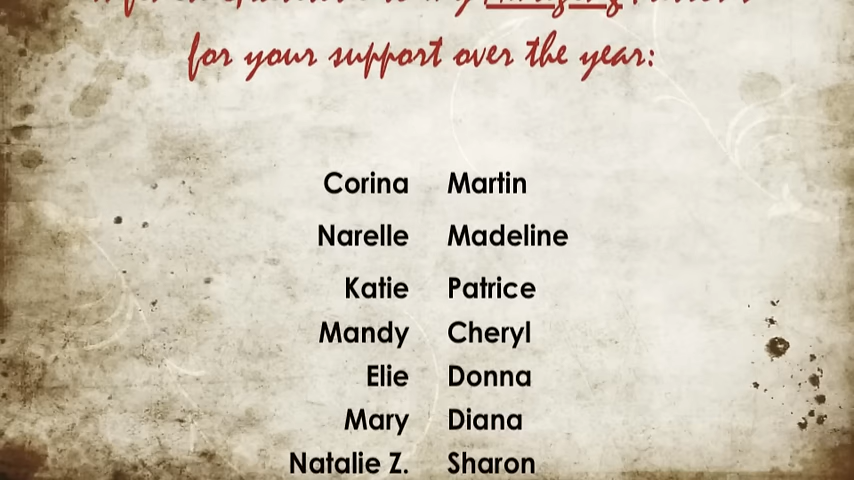 for your support over the year:
Corina Martin
Narelle Madeline
Katie Patrice
Mandy Cheryl
Elie Donna
Mary Diana
Natalie Z. Sharon